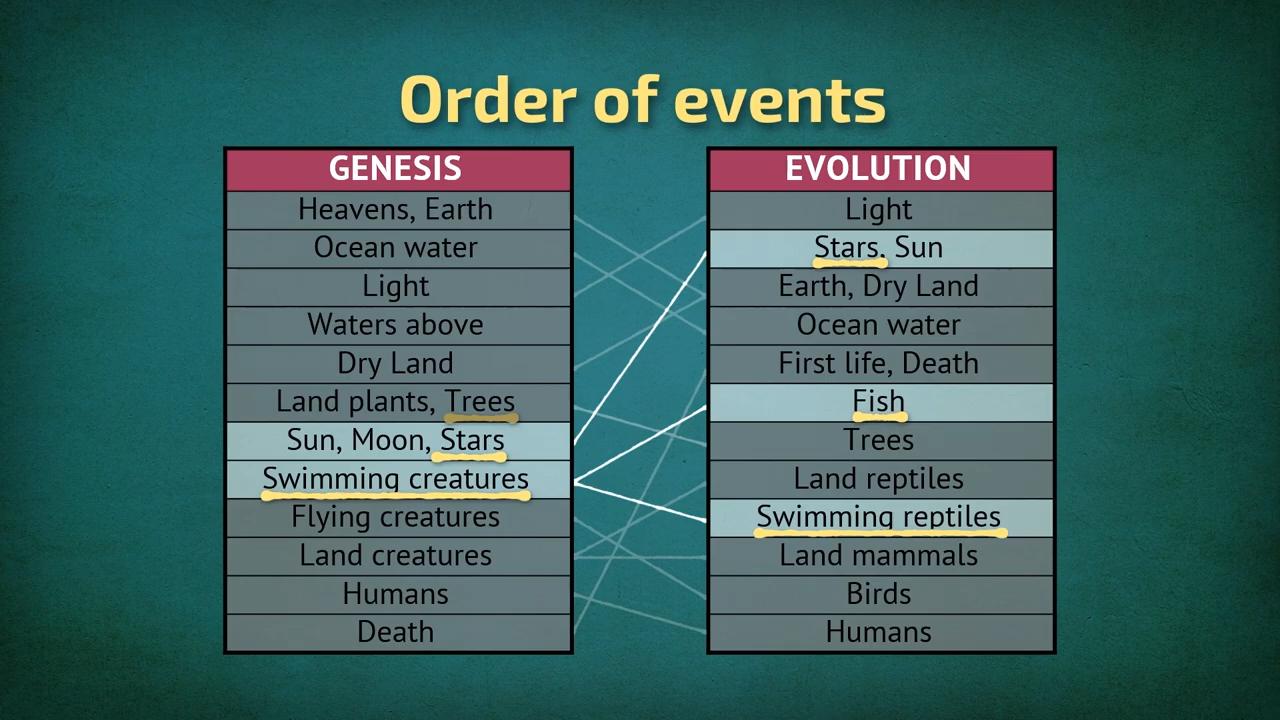 Order of events
GENESIS
Heavens, Earth
Ocean water
Light
Waters above
Dry Land
Land plants, Trees
Sun, Moon, Stars
Swimming creatures
Flying creatures
Land creatures
Humans
Death
EVOLUTION
Light
Stars, Sun
Earth, Dry Land
Ocean water
First life, Death
Fish
Trees
Land reptiles
Swimming reptiles
Land mammals
Birds
Humans